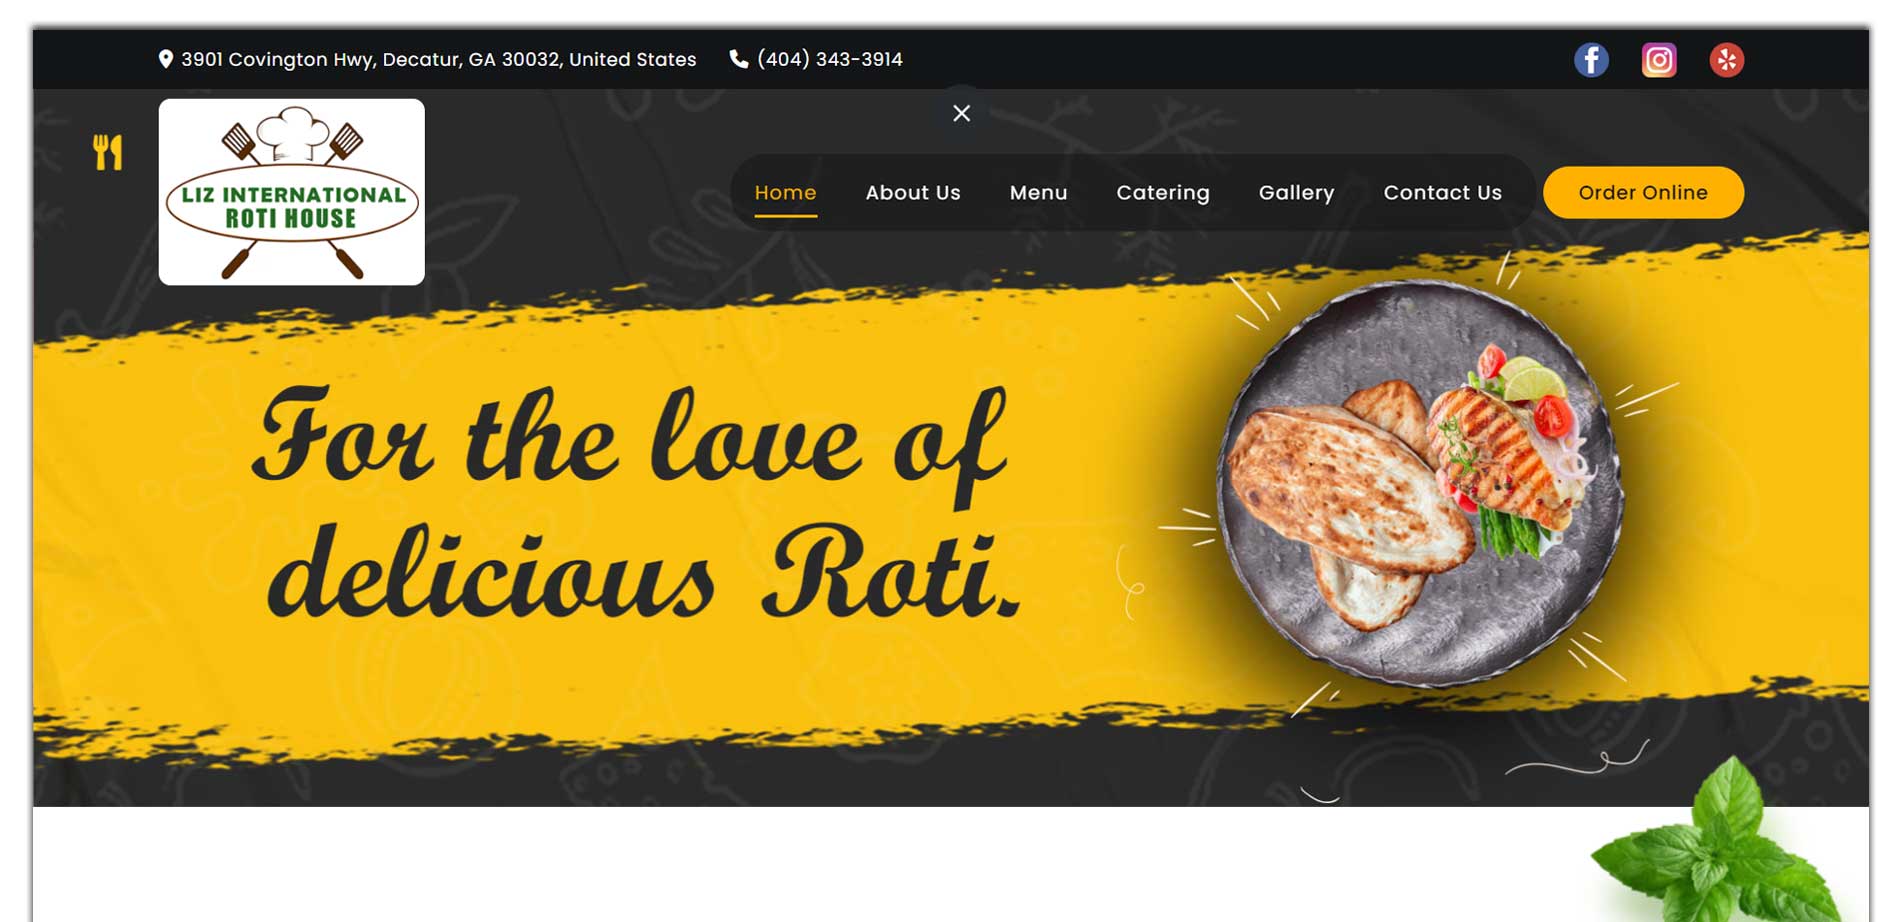 3901 Covington Hwy, Decatur, GA 30032, United States
(404) 343-3914
LIZ INTERNATIONAL
ROTI HOUSE
Home
About Us
Menu
Catering
Gallery
Contact Us
Order Online
For the love of
delicious Roti.